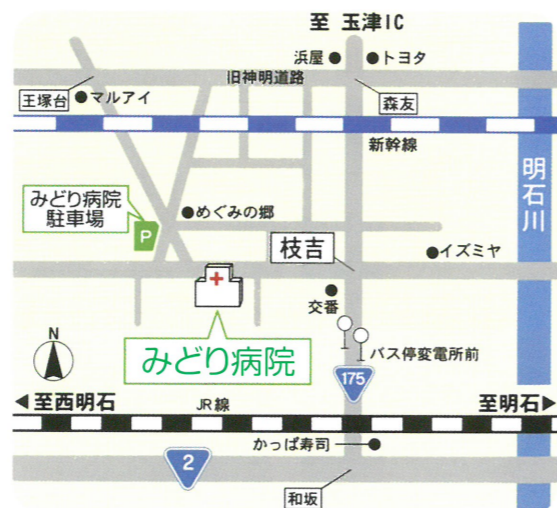 至 玉津IC
浜屋
トヨタ
旧神明道路
王塚台
マルアイ
森友
新幹線
明石川
みどり病院
駐車場
P
めぐみの郷
枝吉
イズミヤ
交番
N
みどり病院
バス停変電所前
175
至西明石
JR線
至明石
かっぱ寿司
2
和坂